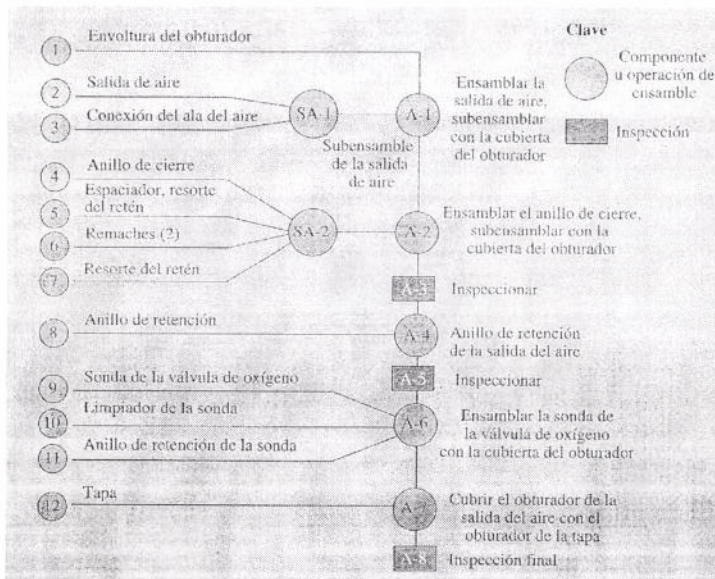 1
Envoltura del obturador
2
Salida de aire
3
Conexión del ala del aire
SA-1
Subensamble
de la salida
de aire
A-1
Ensamblar la
salida de aire,
subensamblar
con la cubierta
del obturador
Clave
Componente
u operación de
ensamble
Inspección
4
Anillo de cierre
5
Espaciador, resorte
del retén
6
Remaches (2)
7
Resorte del retén
SA-2
A-2
Ensamblar el anillo de cierre,
subensamblar con la
cubierta del obturador
A-3
Inspeccionar
8
Anillo de retención
A-4
Anillo de retención
de la salida del aire
A-5
Inspeccionar
9
Sonda de la válvula de oxígeno
10
Limpiador de la sonda
11
Anillo de retención de la sonda
A-6
Ensamblar la sonda de
la válvula de oxígeno
con la cubierta del obturador
12
Tapa
A-7
Cubrir el obturador de la
salida del aire con el
obturador de la tapa
A-8
Inspección final